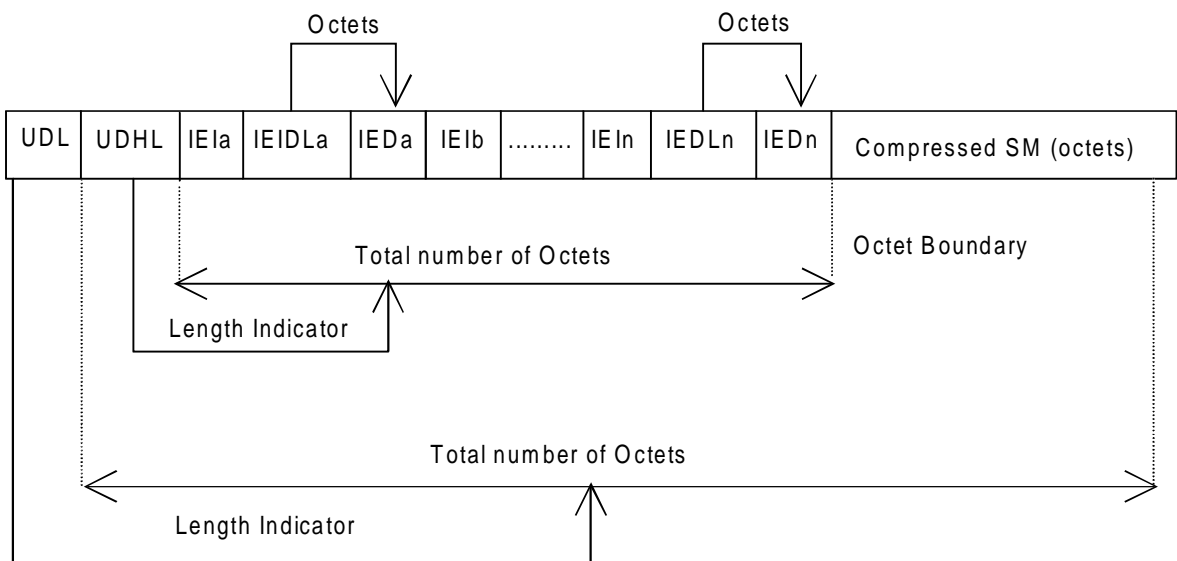 Octets Octets
UDL UDHL IEIa IEIDLa IEDa IEIb ......... IEIn IEDLn IEDn Compressed SM (octets)
Octet Boundary
Total number of Octets
Length Indicator
Total number of Octets
Length Indicator